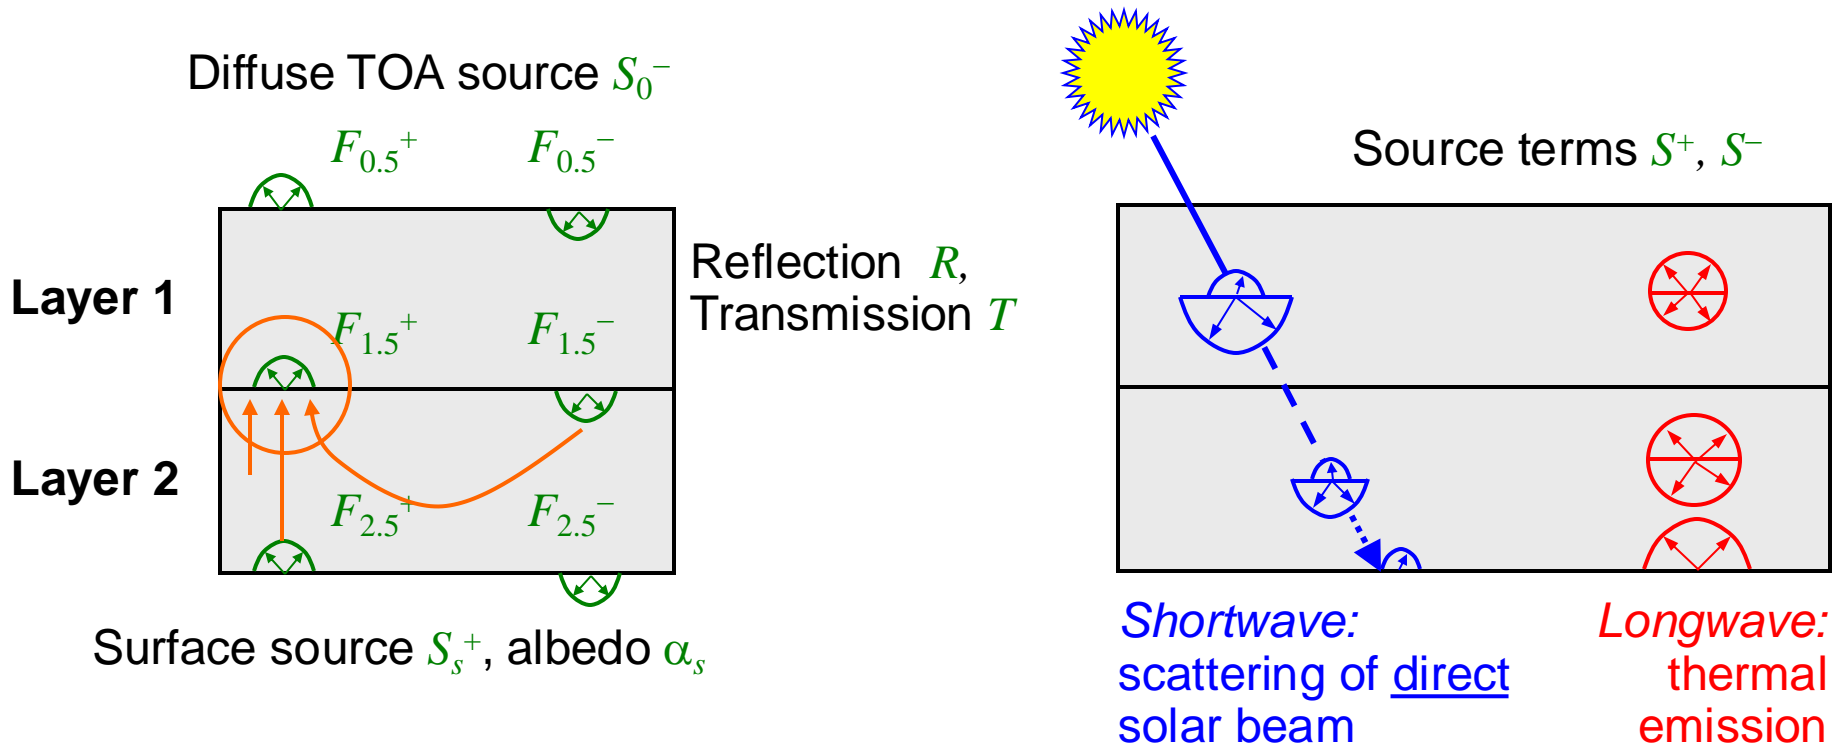 Diffuse TOA source S₀⁻
F₀.₅⁺ F₀.₅⁻
Layer 1
Reflection R,
Transmission T
F₁.₅⁺ F₁.₅⁻
Layer 2
F₂.₅⁺ F₂.₅⁻
Surface source Sₛ⁺, albedo αₛ
Source terms S⁺, S⁻
Shortwave:
scattering of direct
solar beam
Longwave:
thermal
emission